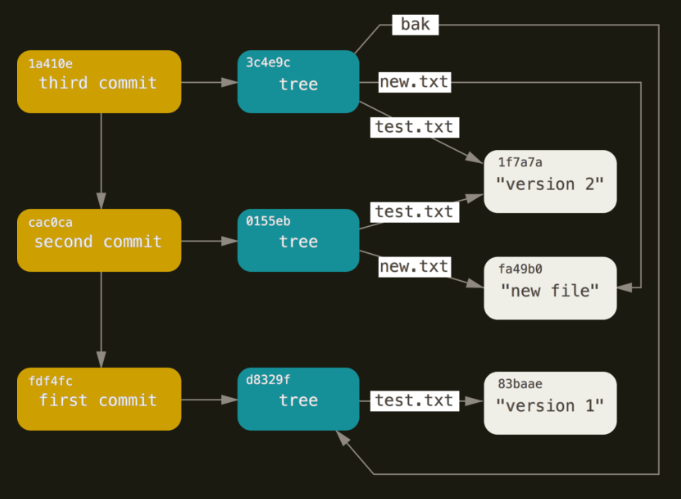 bak
1a410e
third commit
3c4e9c
tree
new.txt
test.txt
1f7a7a
"version 2"
cac0ca
second commit
0155eb
tree
test.txt
new.txt
fa49b0
"new file"
fdf4fc
first commit
d8329f
tree
test.txt
83baae
"version 1"